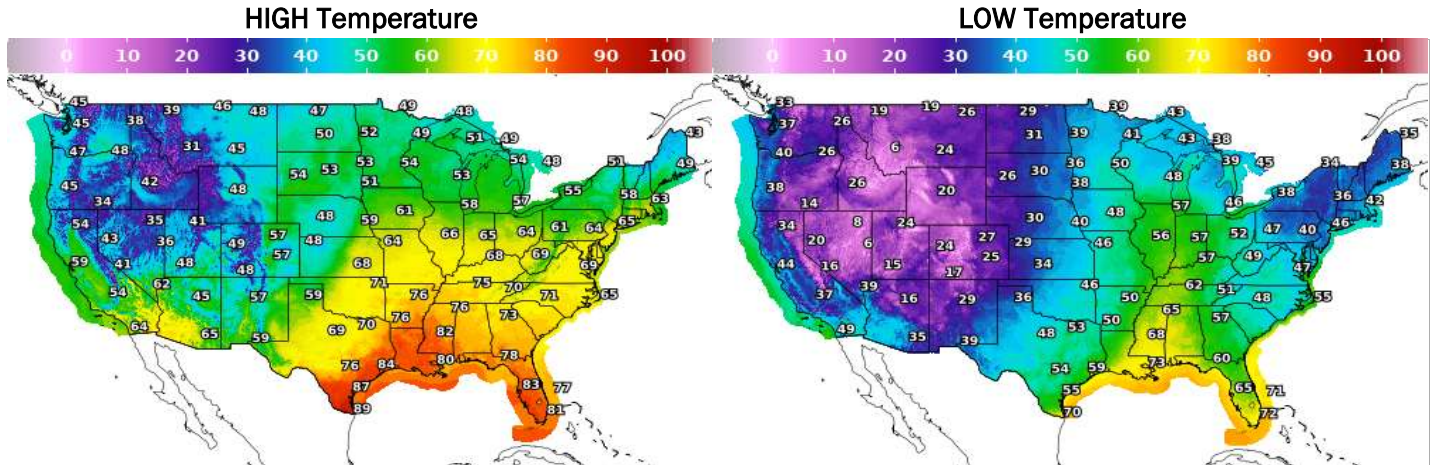 HIGH Temperature LOW Temperature
0 10 20 30 40 50 60 70 80 90 100 0 10 20 30 40 50 60 70 80 90 100
45 39 46 48 47 49 48 33 19 19 26 29 39 43
45 38 50 52 49 51 49 43 37 26 31 39 41 43 38 35
47 48 31 45 53 54 54 48 51 49 40 26 6 24 36 50 39 45 34 38
45 42 48 54 53 51 53 55 58 63 38 26 20 26 30 38 48 38 36 42
34 48 59 61 58 57 65 14 30 40 48 57 46 46
54 35 41 57 66 65 64 61 64 34 8 24 27 56 57 52 47 40
43 36 49 48 64 68 69 20 6 24 29 46 57 49
59 41 48 48 57 68 69 44 16 15 17 25 34 47
54 62 45 57 59 71 76 75 70 71 65 37 39 16 29 36 46 50 62 51 48 55
64 65 59 69 70 76 76 73 49 35 39 48 53 50 65 57
82 68
76 84 80 78 54 59 73 60
87 83 77 55 65 71
89 81 70 72